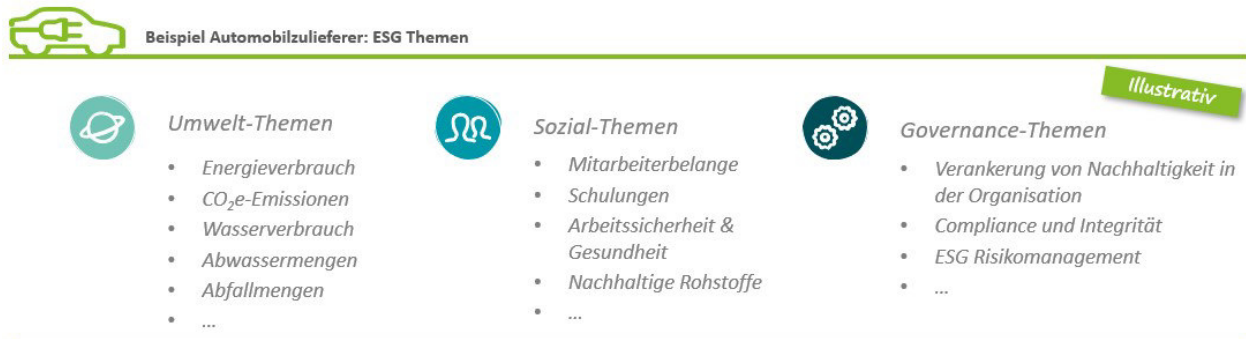 Beispiel Automobilzulieferer: ESG Themen
Illustrativ
Umwelt-Themen
• Energieverbrauch
• CO₂e-Emissionen
• Wasserverbrauch
• Abwassermengen
• Abfallmengen
• ...
Sozial-Themen
• Mitarbeiterbelange
• Schulungen
• Arbeitssicherheit &
Gesundheit
• Nachhaltige Rohstoffe
• ...
Governance-Themen
• Verankerung von Nachhaltigkeit in
der Organisation
• Compliance und Integrität
• ESG Risikomanagement
• ...